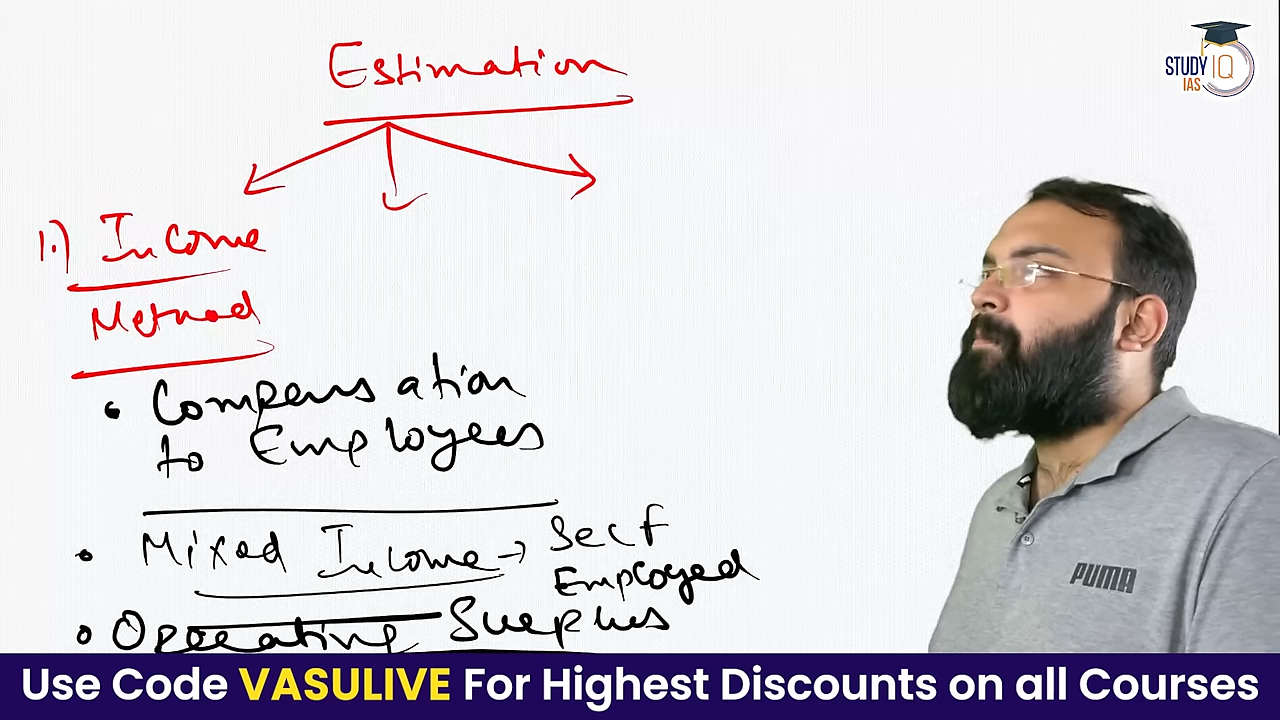 Estimation
STUDY IQ
IAS
1.) Income
Method
• Compensation
to Employees
• Mixed Income → Self
Employed
• Operating Surplus
PUMA
Use Code VASULIVE For Highest Discounts on all Courses